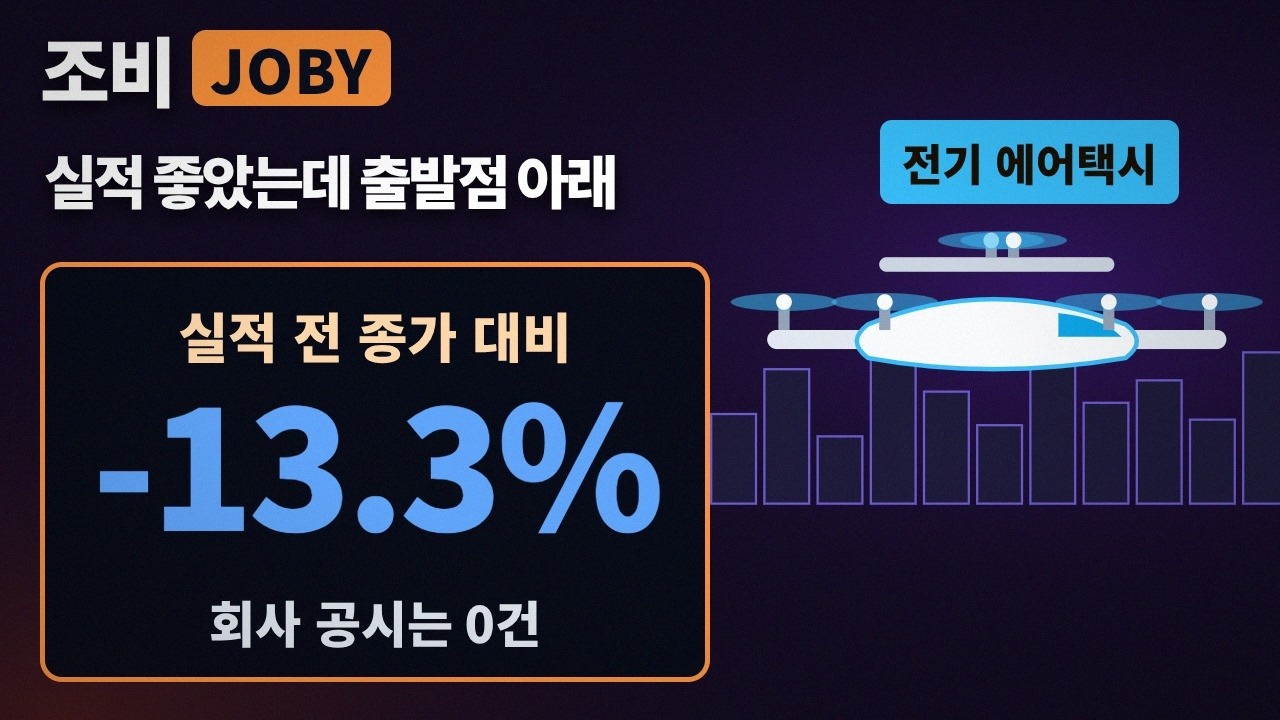 조비 JOBY
실적 좋았는데 출발점 아래
전기 에어택시
실적 전 종가 대비
-13.3%
회사 공시는 0건